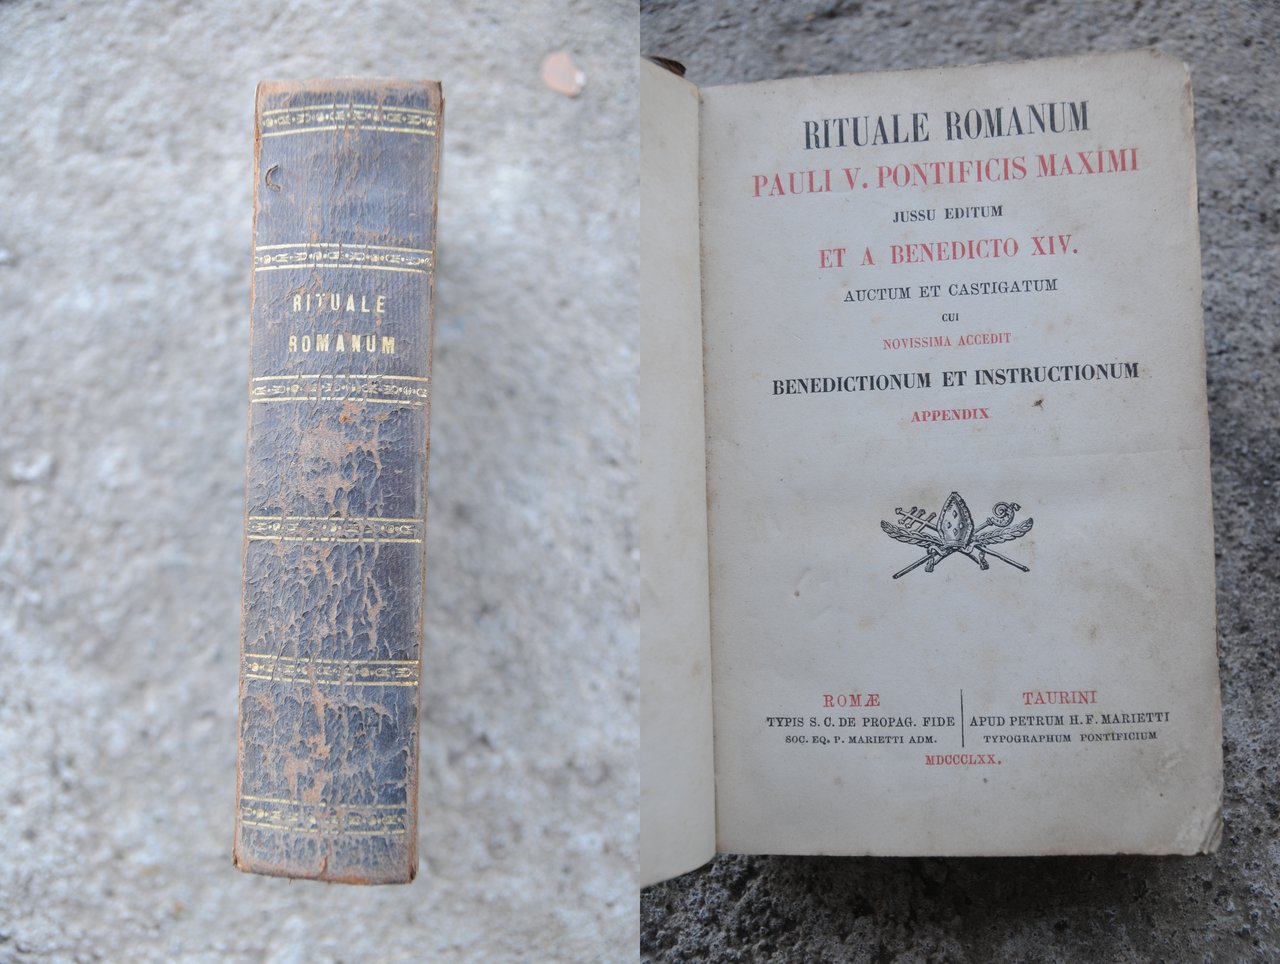 RITUALE
ROMANUM
RITUALE ROMANUM
PAULI V. PONTIFICIS MAXIMI
JUSSU EDITUM
ET A BENEDICTO XIV.
AUCTUM ET CASTIGATUM
CUI
NOVISSIMA ACCEDIT
BENEDICTIONUM ET INSTRUCTIONUM
APPENDIX
ROMÆ
TYPIS S. C. DE PROPAG. FIDE
SOC. EQ. P. MARIETTI ADM.
TAURINI
APUD PETRUM H. F. MARIETTI
TYPOGRAPHUM PONTIFICIUM
MDCCCLXX.